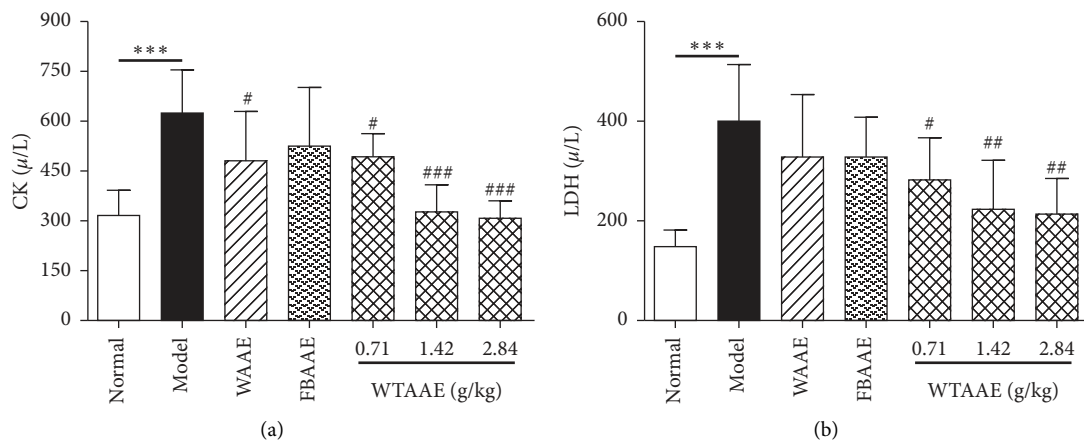 900
750
600
450
300
150
0
CK (μ/L)
***
#
#
###
###
Normal
Model
WAAE
FBAAE
0.71 1.42 2.84
WTAAE (g/kg)
(a)
600
400
200
0
LDH (μ/L)
***
#
##
##
Normal
Model
WAAE
FBAAE
0.71 1.42 2.84
WTAAE (g/kg)
(b)